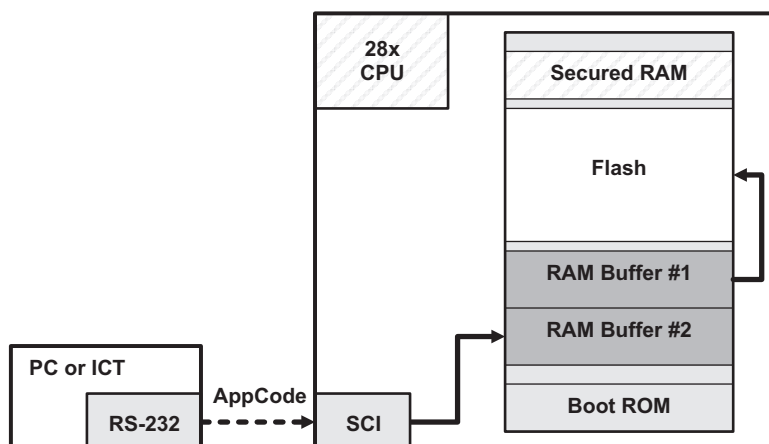 28x
CPU
Secured RAM
Flash
RAM Buffer #1
RAM Buffer #2
PC or ICT
AppCode
RS-232
SCI
Boot ROM